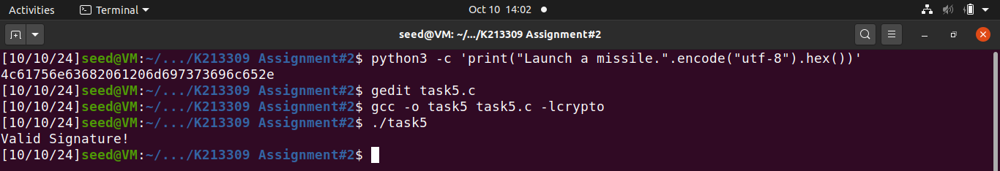 Activities Terminal Oct 10 14:02
seed@VM: ~/.../K213309 Assignment#2
[10/10/24]seed@VM:~/.../K213309 Assignment#2$ python3 -c 'print("Launch a missile.".encode("utf-8").hex())'
4c61756e63682061206d697373696c652e
[10/10/24]seed@VM:~/.../K213309 Assignment#2$ gedit task5.c
[10/10/24]seed@VM:~/.../K213309 Assignment#2$ gcc -o task5 task5.c -lcrypto
[10/10/24]seed@VM:~/.../K213309 Assignment#2$ ./task5
Valid Signature!
[10/10/24]seed@VM:~/.../K213309 Assignment#2$